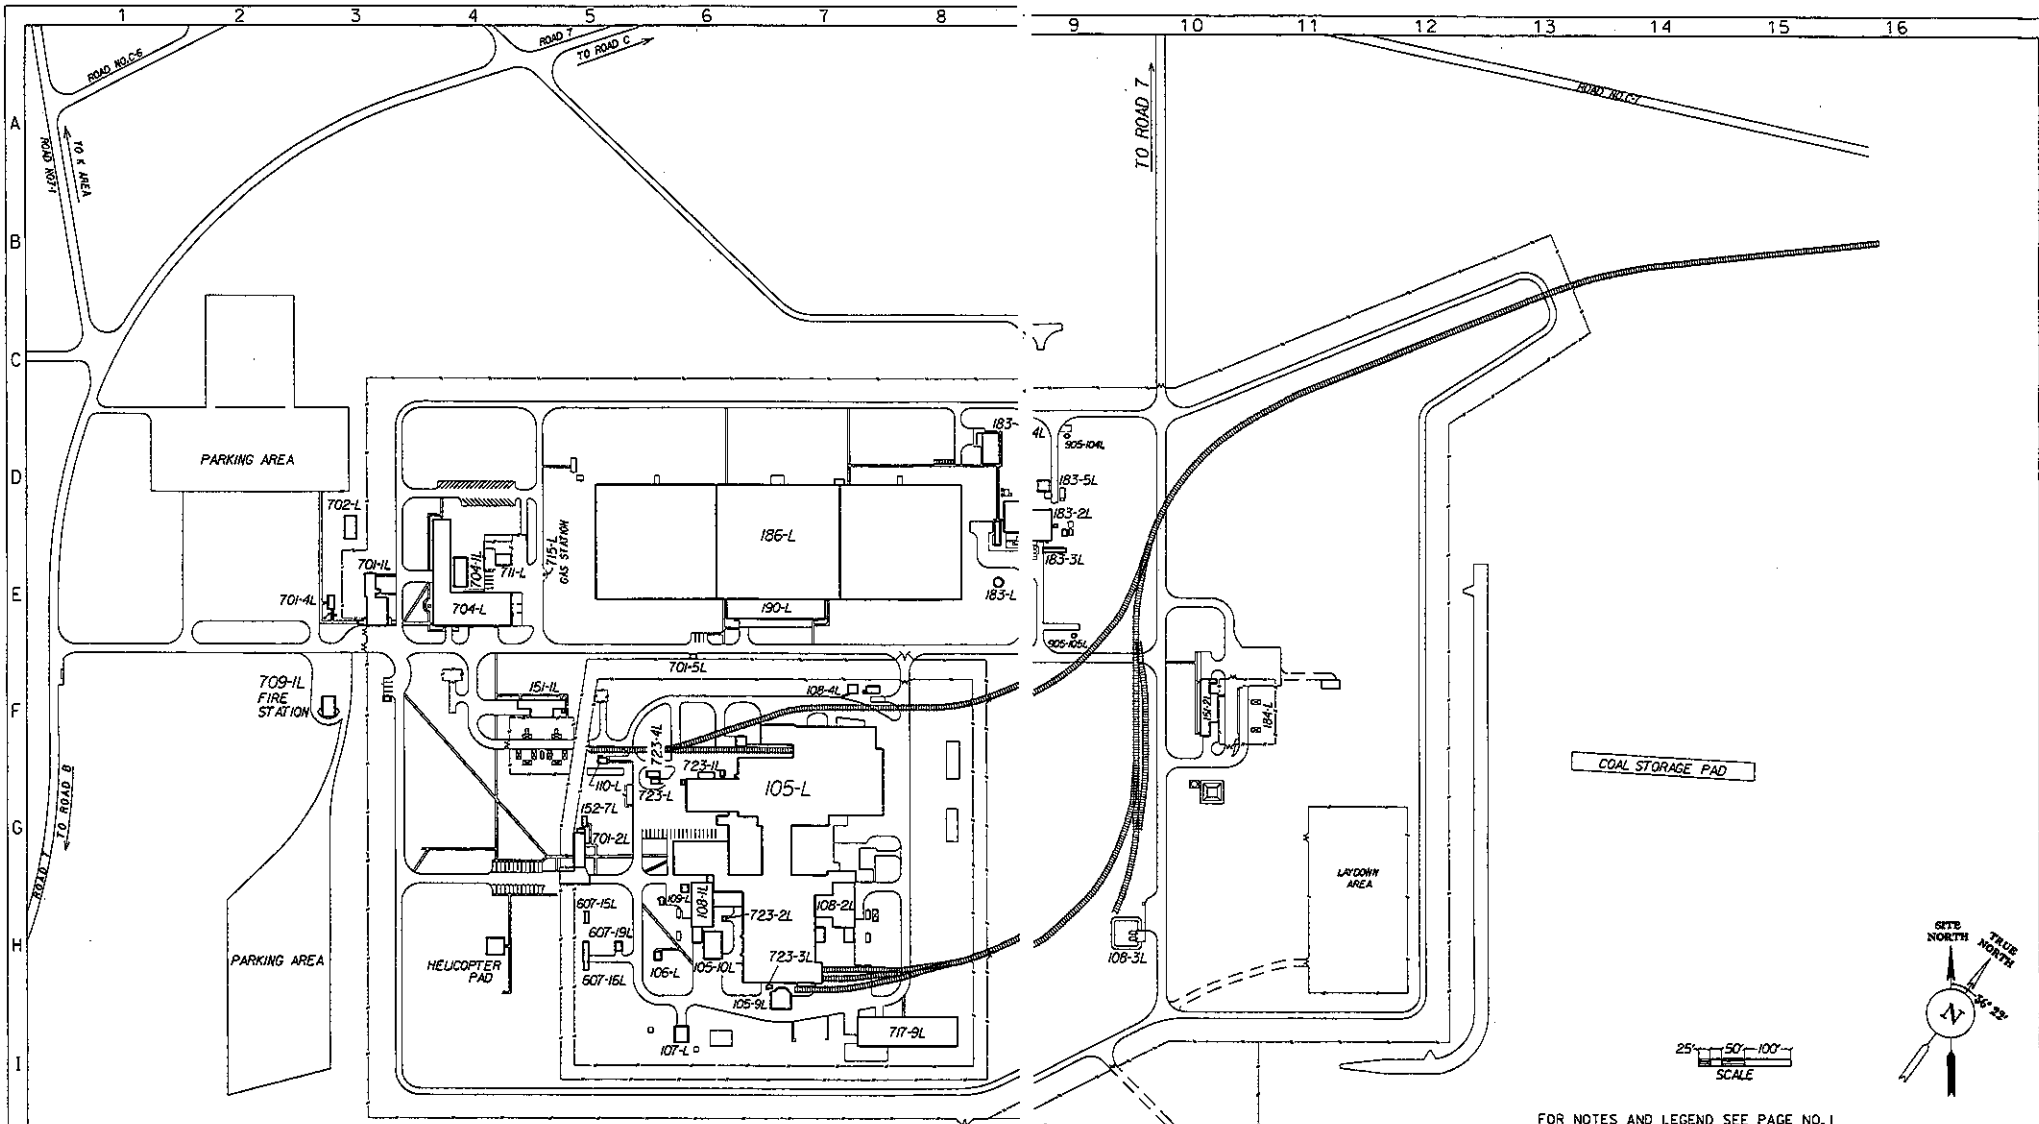 1 2 3 4 5 6 7 8 9 10 11 12 13 14 15 16
A
B
C
D
E
F
G
H
I
ROAD NO.C-6
ROAD 7
TO ROAD C
TO K AREA
TO ROAD 7
ROAD NO.C-7
PARKING AREA
702-L
701-1L
701-4L
704-1L
711-L
704-L
715-L
GAS STATION
186-L
190-L
183-
4L
905-104L
183-5L
183-2L
183-3L
183-L
905-105L
709-1L
FIRE
STATION
151-1L
701-5L
108-4L
723-4L
723-1L
105-L
110-L
723-L
152-7L
701-2L
151-2L
184-L
COAL STORAGE PAD
TO ROAD B
ROAD 7
LAYDOWN
AREA
607-15L
109-L
108-1L
723-2L
108-2L
607-19L
HELICOPTER
PAD
607-16L
106-L
105-10L
723-3L
105-9L
108-3L
PARKING AREA
107-L
717-9L
SITE
NORTH
TRUE
NORTH
36° 22'
N
25' 50' 100'
SCALE
FOR NOTES AND LEGEND SEE PAGE NO.1